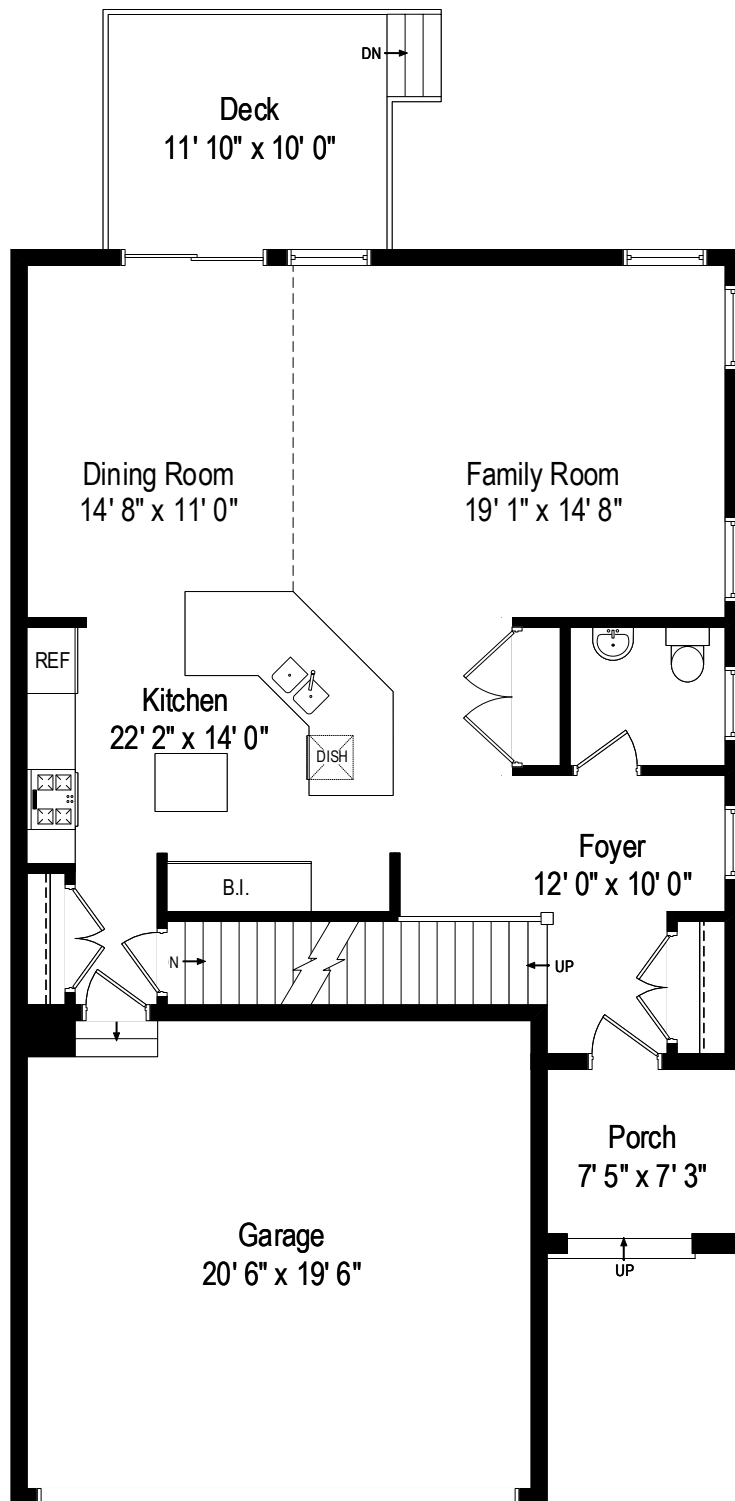 DN
Deck
11' 10" x 10' 0"
Dining Room
14' 8" x 11' 0"
Family Room
19' 1" x 14' 8"
REF
Kitchen
22' 2" x 14' 0"
DISH
Foyer
12' 0" x 10' 0"
B.I.
N
UP
Porch
7' 5" x 7' 3"
Garage
20' 6" x 19' 6"
UP